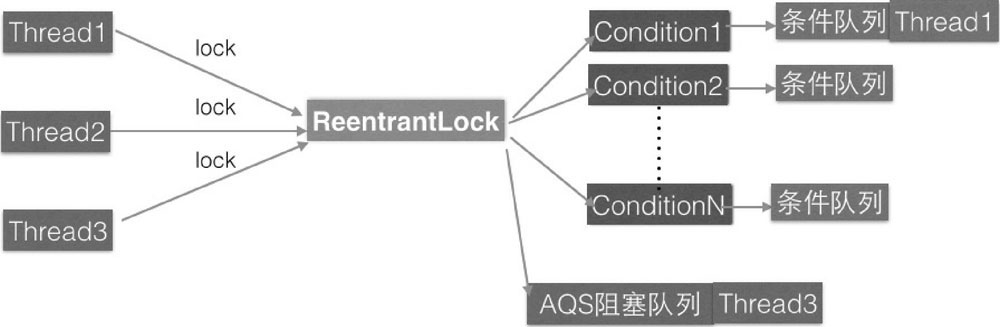 Thread1
lock
Thread2
lock
Thread3
lock
ReentrantLock
Condition1
条件队列 Thread1
Condition2
条件队列
ConditionN
条件队列
AQS阻塞队列 Thread3